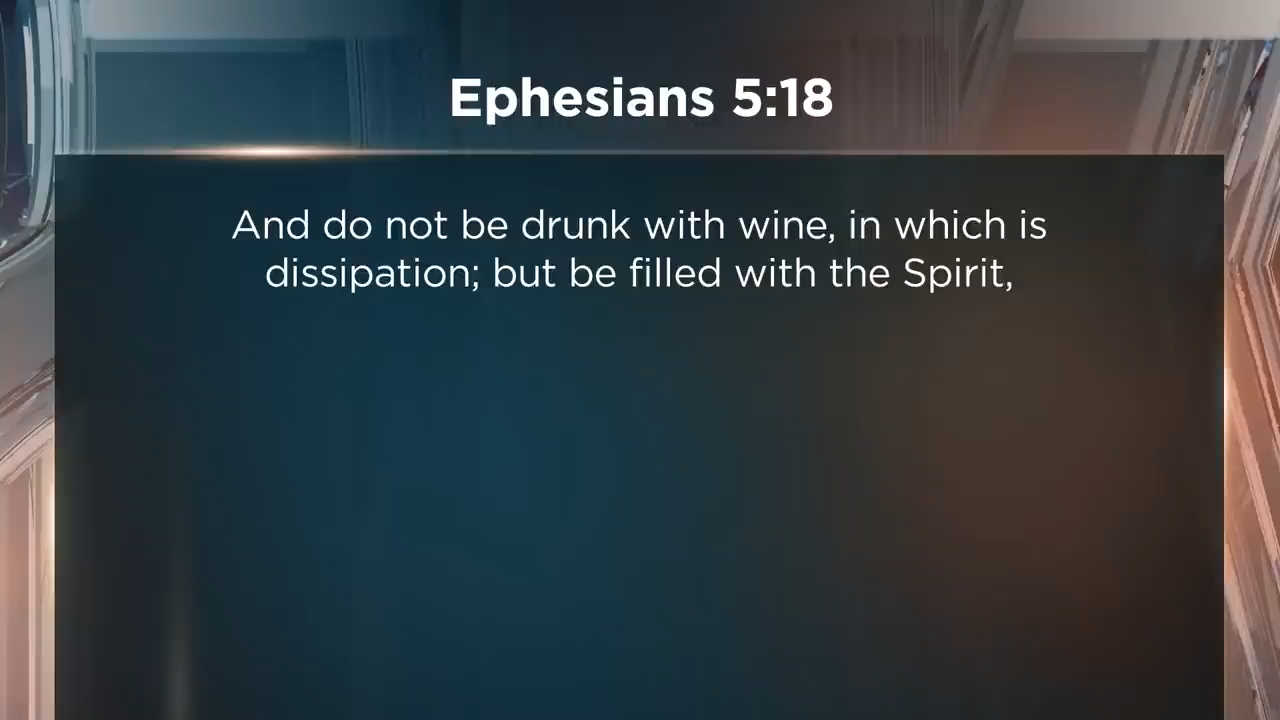 Ephesians 5:18
And do not be drunk with wine, in which is
dissipation; but be filled with the Spirit,